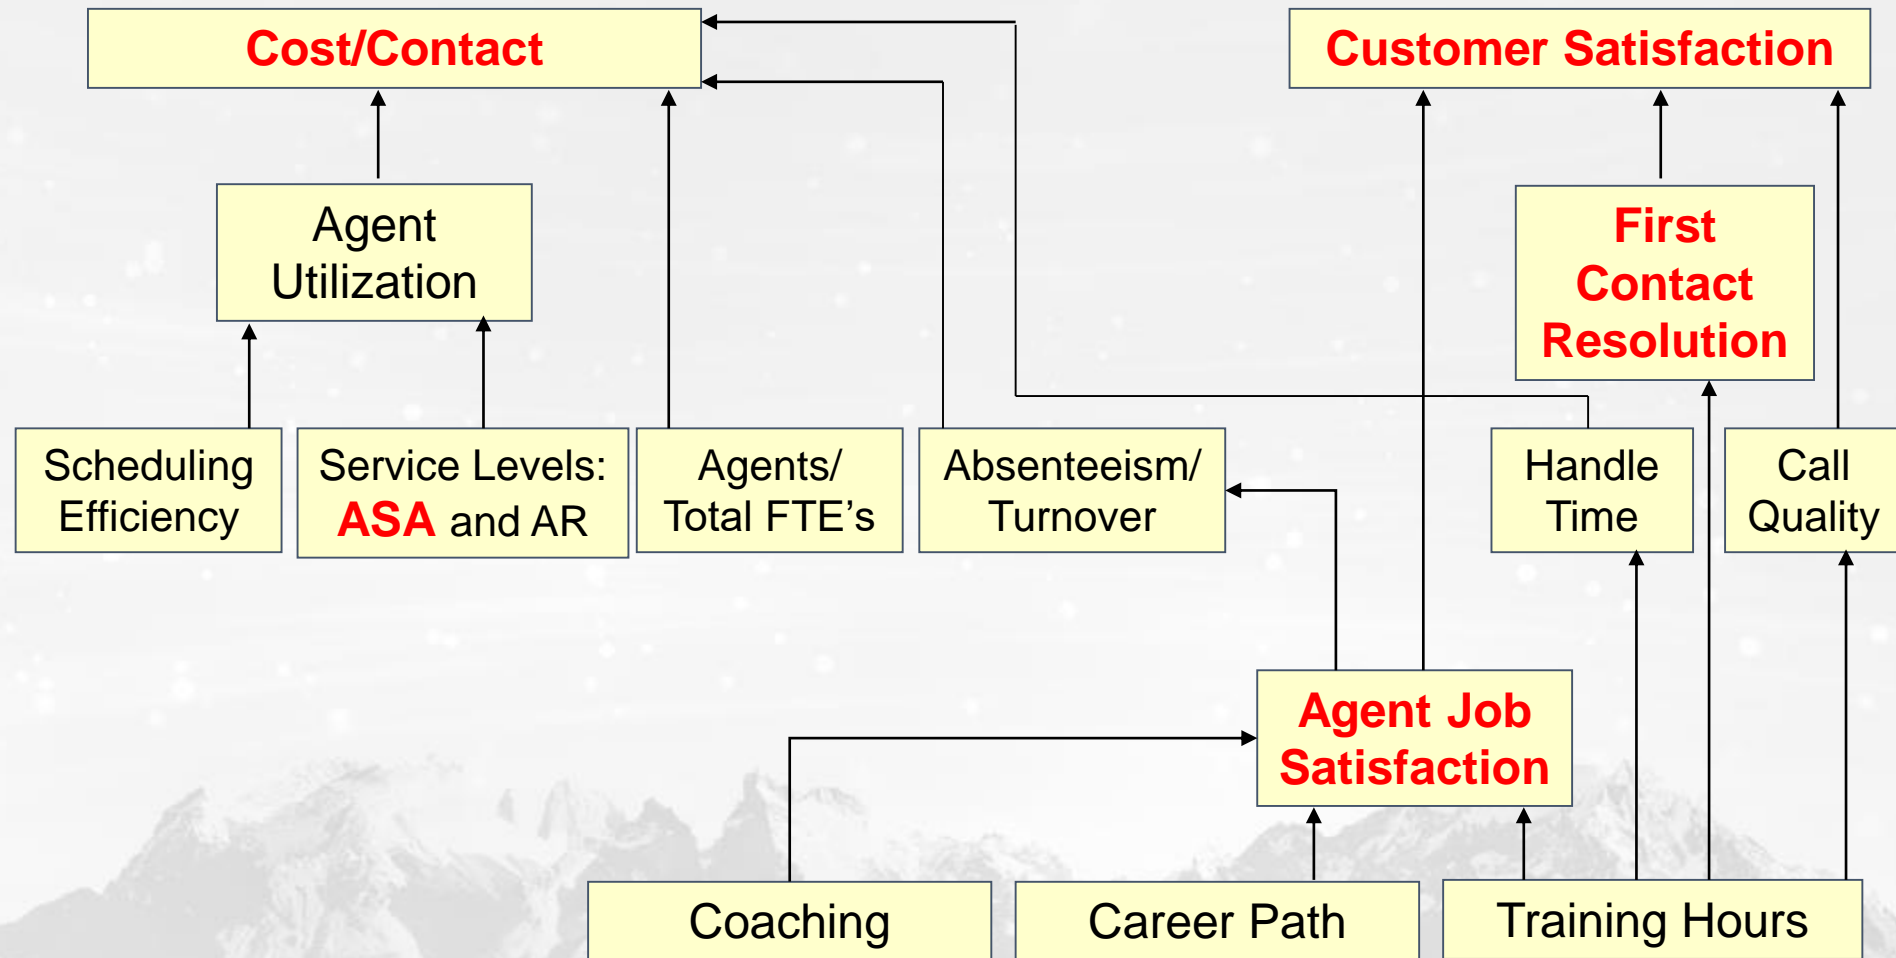 Cost/Contact
Customer Satisfaction
Agent
Utilization
First
Contact
Resolution
Scheduling
Efficiency
Service Levels:
ASA and AR
Agents/
Total FTE's
Absenteeism/
Turnover
Handle
Time
Call
Quality
Agent Job
Satisfaction
Coaching
Career Path
Training Hours